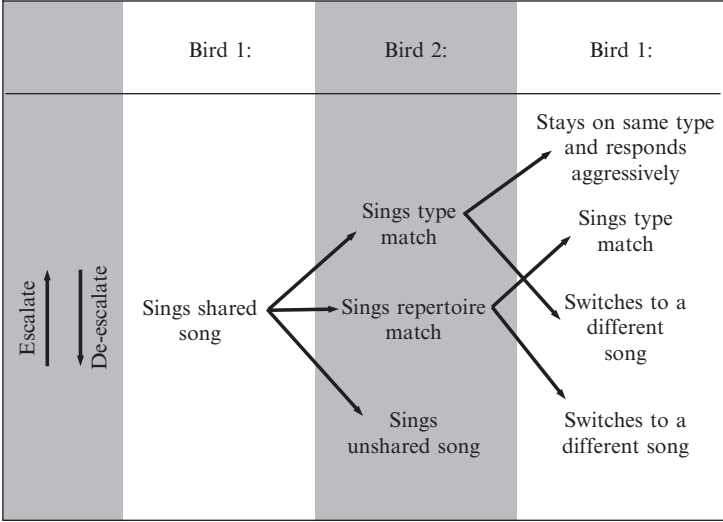 Bird 1:
Bird 2:
Bird 1:
Escalate
De-escalate
Sings shared
song
Sings type
match
Sings repertoire
match
Sings
unshared song
Stays on same type
and responds
aggressively
Sings type
match
Switches to a
different
song
Switches to a
different song